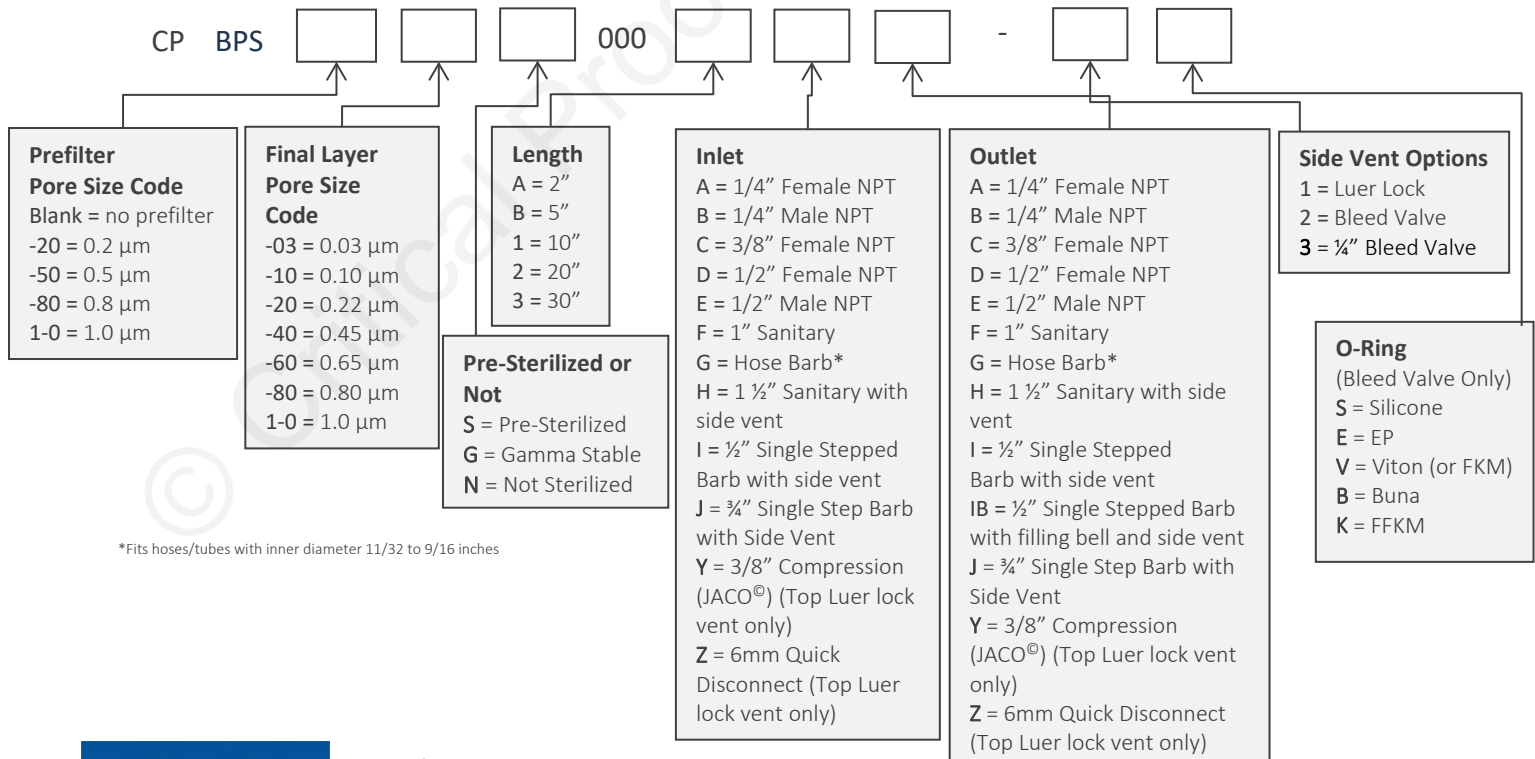 CP BPS 000 -
Prefilter
Pore Size Code
Blank = no prefilter
-20 = 0.2 µm
-50 = 0.5 µm
-80 = 0.8 µm
1-0 = 1.0 µm
Final Layer
Pore Size
Code
-03 = 0.03 µm
-10 = 0.10 µm
-20 = 0.22 µm
-40 = 0.45 µm
-60 = 0.65 µm
-80 = 0.80 µm
1-0 = 1.0 µm
Length
A = 2”
B = 5”
1 = 10”
2 = 20”
3 = 30”
Pre-Sterilized or
Not
S = Pre-Sterilized
G = Gamma Stable
N = Not Sterilized
Inlet
A = 1/4” Female NPT
B = 1/4” Male NPT
C = 3/8” Female NPT
D = 1/2” Female NPT
E = 1/2” Male NPT
F = 1” Sanitary
G = Hose Barb*
H = 1 ½” Sanitary with
side vent
I = ½” Single Stepped
Barb with side vent
J = ¾” Single Step Barb
with Side Vent
Y = 3/8” Compression
(JACO©) (Top Luer lock
vent only)
Z = 6mm Quick
Disconnect (Top Luer
lock vent only)
Outlet
A = 1/4” Female NPT
B = 1/4” Male NPT
C = 3/8” Female NPT
D = 1/2” Female NPT
E = 1/2” Male NPT
F = 1” Sanitary
G = Hose Barb*
H = 1 ½” Sanitary with side
vent
I = ½” Single Stepped
Barb with side vent
IB = ½” Single Stepped Barb
with filling bell and side vent
J = ¾” Single Step Barb with
Side Vent
Y = 3/8” Compression
(JACO©) (Top Luer lock vent
only)
Z = 6mm Quick Disconnect
(Top Luer lock vent only)
Side Vent Options
1 = Luer Lock
2 = Bleed Valve
3 = ¼” Bleed Valve
O-Ring
(Bleed Valve Only)
S = Silicone
E = EP
V = Viton (or FKM)
B = Buna
K = FFKM
*Fits hoses/tubes with inner diameter 11/32 to 9/16 inches
© Critical